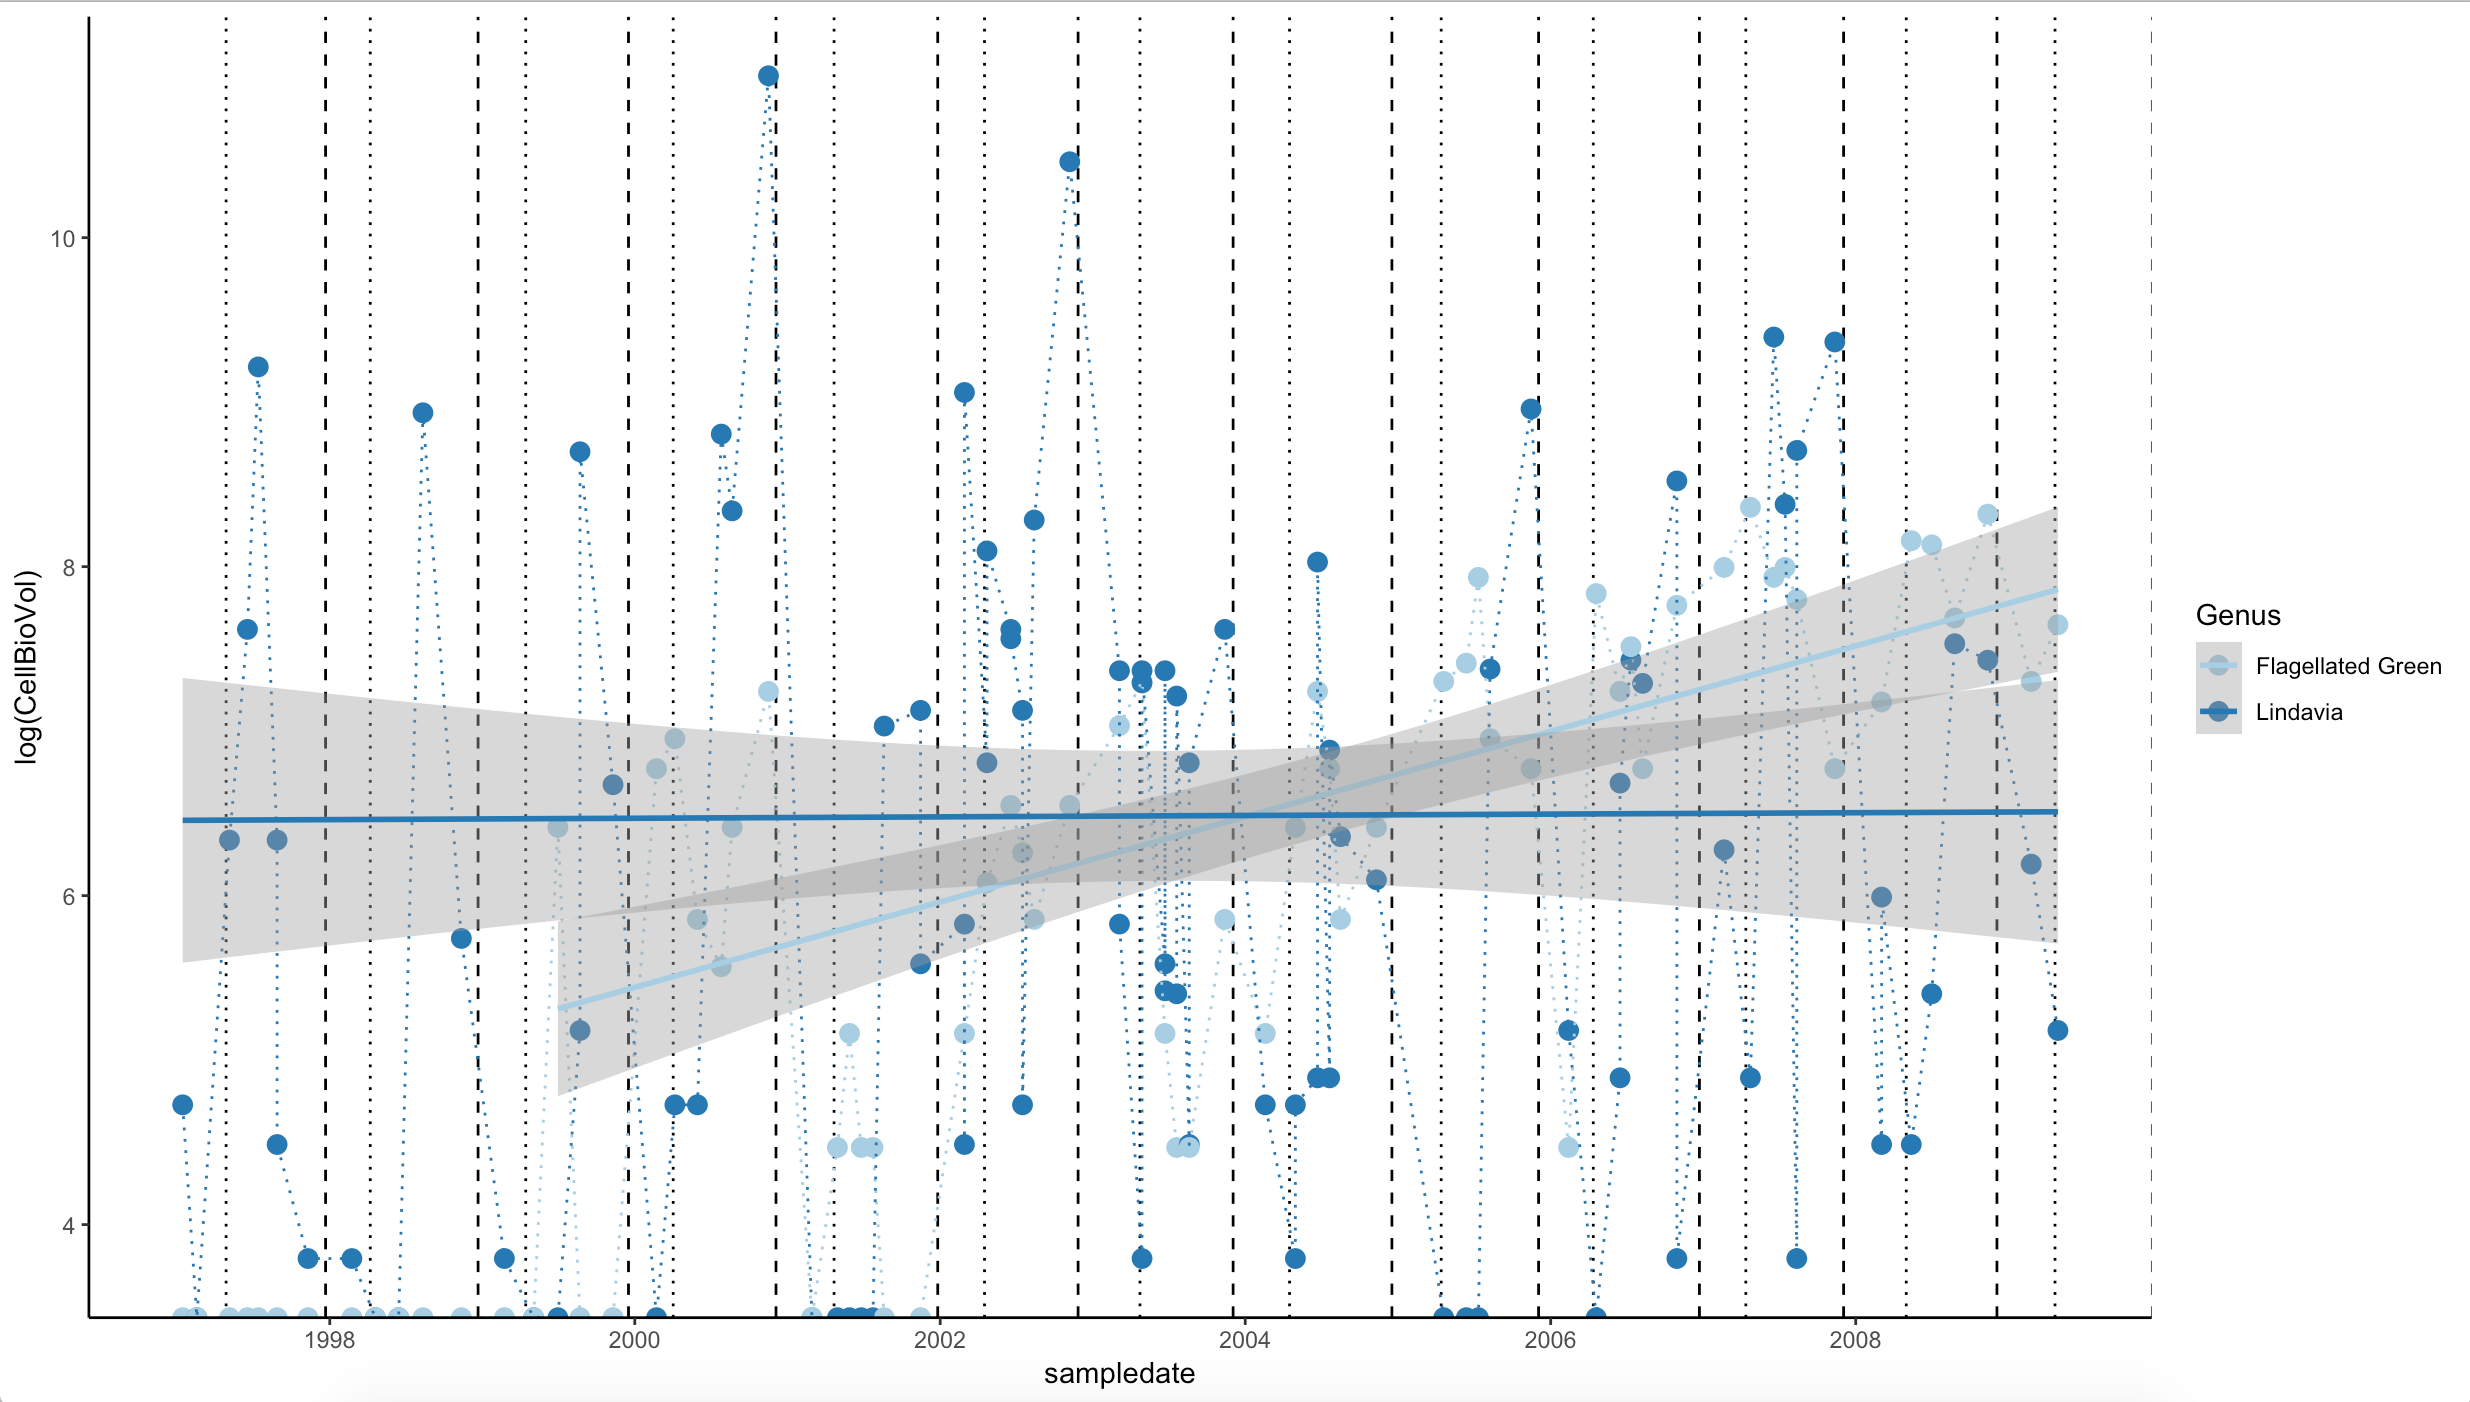 log(CellBioVol)
10
8
6
4
1998 2000 2002 2004 2006 2008
sampledate
Genus
Flagellated Green
Lindavia